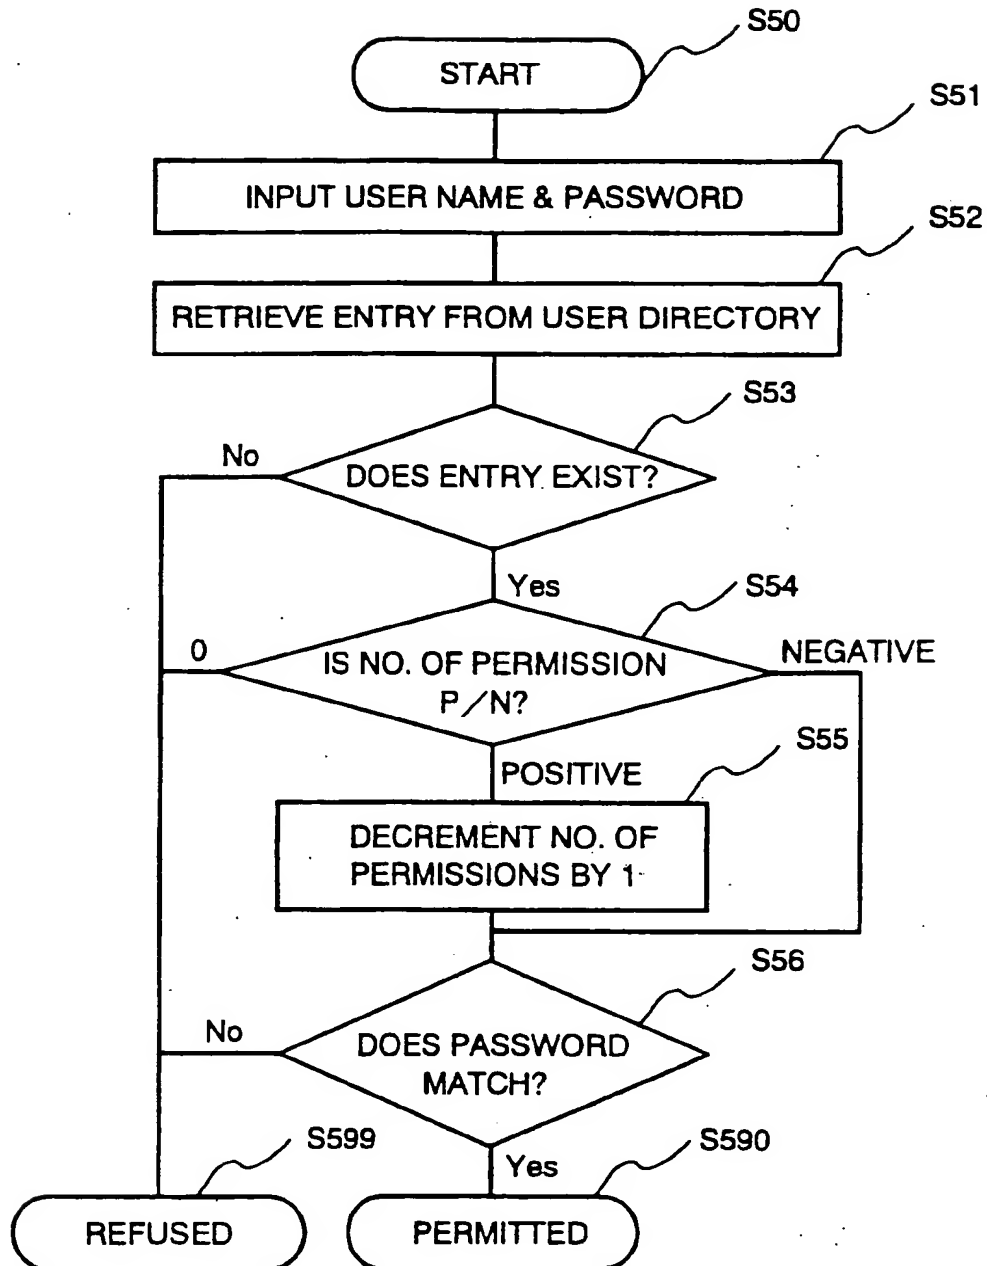 S50
START
S51
INPUT USER NAME & PASSWORD
S52
RETRIEVE ENTRY FROM USER DIRECTORY
S53
No
DOES ENTRY EXIST?
Yes
S54
0
IS NO. OF PERMISSION
P/N?
NEGATIVE
S55
POSITIVE
DECREMENT NO. OF
PERMISSIONS BY 1
S56
No
DOES PASSWORD
MATCH?
S599
Yes
S590
REFUSED
PERMITTED